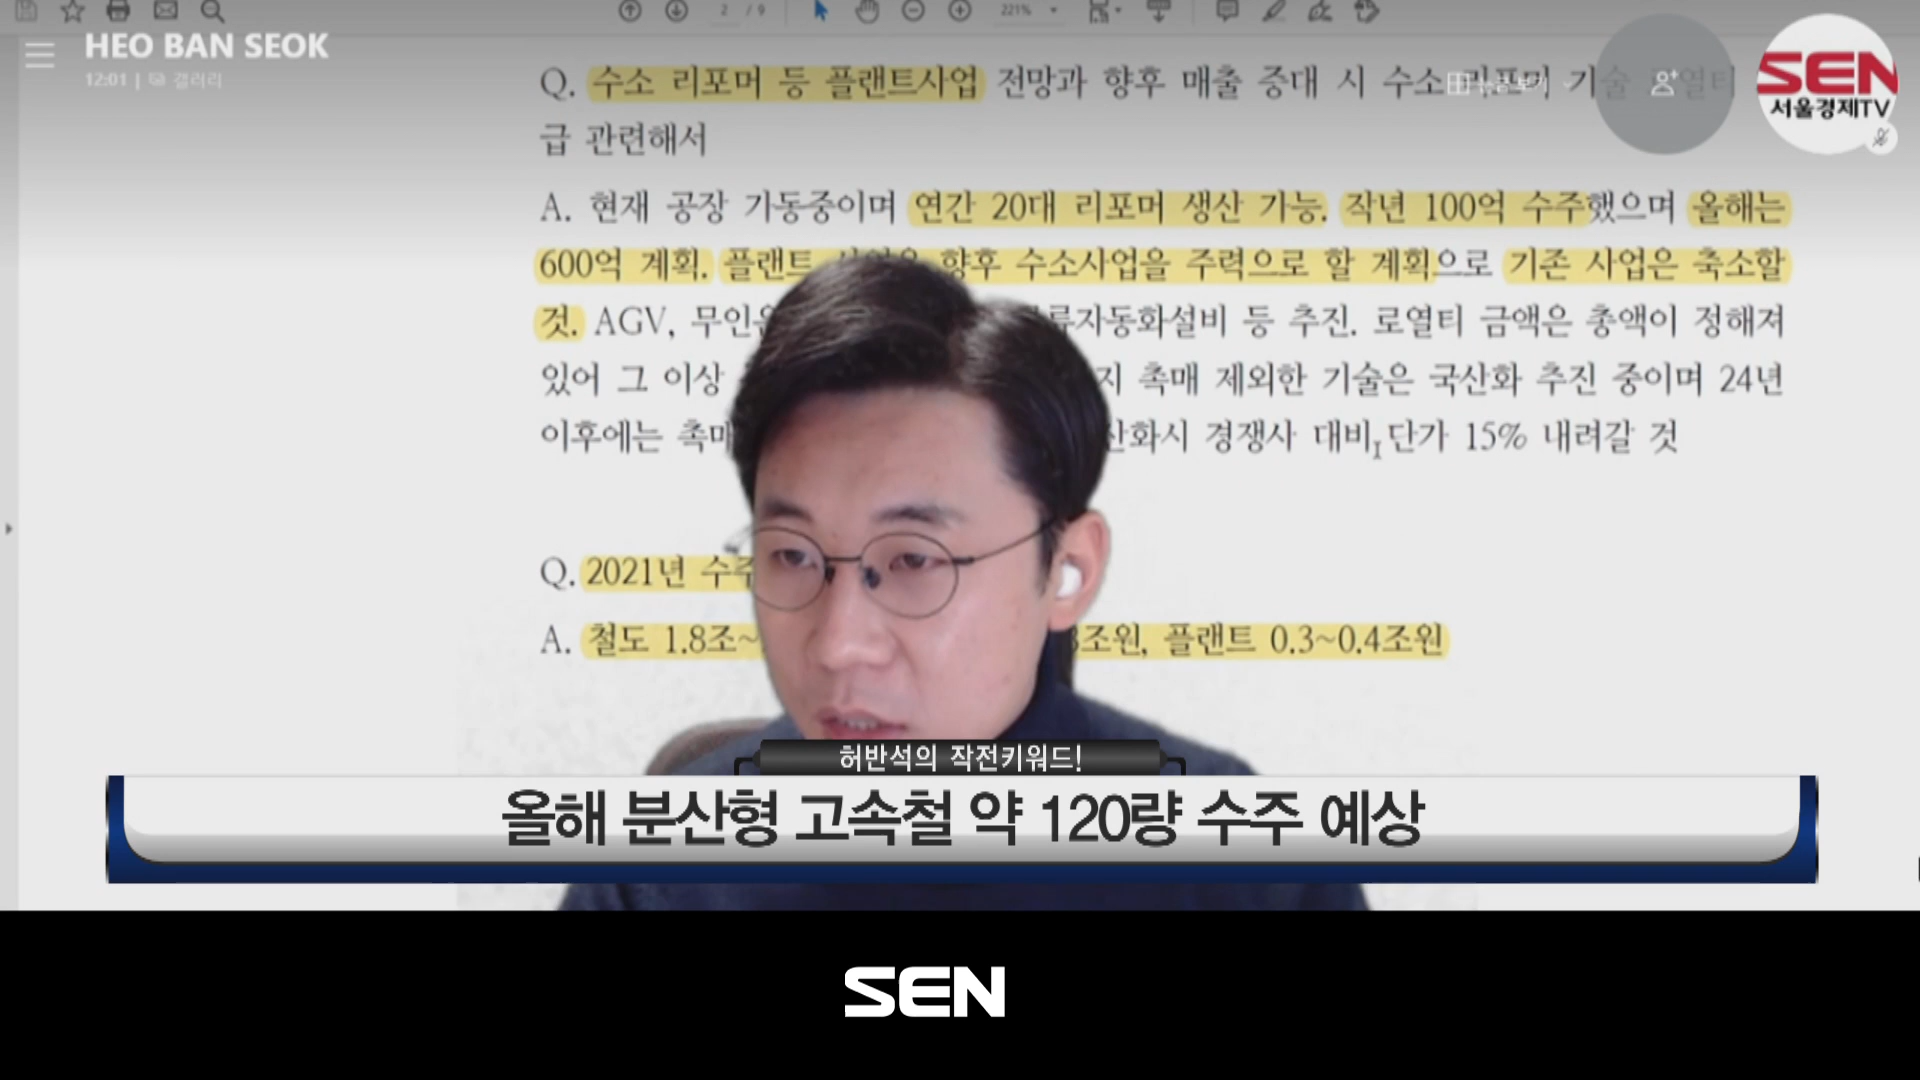 2 / 9
221%
HEO BAN SEOK
12:01 | 갤러리
SEN
서울경제TV
Q. 수소 리포머 등 플랜트사업 전망과 향후 매출 증대 시 수소 리포머 기술 로열티
급 관련해서
A. 현재 공장 기동중이며 연간 20대 리포머 생산 가능. 작년 100억 수주했으며 올해는
600억 계획. 플랜트 사업은 향후 수소사업을 주력으로 할 계획으로 기존 사업은 축소할
것. AGV, 무인운 류자동화설비 등 추진. 로열티 금액은 총액이 정해져
있어 그 이상 지 촉매 제외한 기술은 국산화 추진 중이며 24년
이후에는 촉매 산화시 경쟁사 대비 단가 15% 내려갈 것
Q. 2021년 수주
A. 철도 1.8조~ 조원, 플랜트 0.3~0.4조원
허반석의 작전키워드!
올해 분산형 고속철 약 120량 수주 예상
SEN